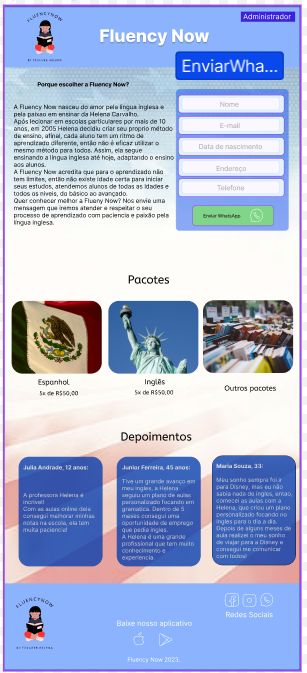 FLUENCYNOW
Administrador
Fluency Now
EnviarWha...
Porque escolher a Fluency Now?
A Fluency Now nasceu do amor pela língua inglesa e
pela paixao em ensinar da Helena Carvalho.
Após lecionar em escolas particulares por mais de 10
anos, em 2005 Helena decidiu criar seu proprio método
de ensino, afinal, cada aluno tem um ritmo de
aprendizado diferente, então não é eficaz utilizar o
mesmo método para todos. Assim, ela segue
ensinando a língua inglesa até hoje, adaptando o ensino
aos alunos.
A Fluency Now acredita que para o aprendizado não
tem limites, então não existe idade certa para iniciar
seus estudos, atendemos alunos de todas as idades e
todos os níveis, do básico ao avançado.
Quer conhecer melhor a Flueny Now? Nos envie uma
mensagem que iremos atender e respeitar o seu
processo de aprendizado com paciencia e paixão pela
língua inglesa.
Nome
E-mail
Data de nascimento
Endereço
Telefone
Enviar WhatsApp
Pacotes
Espanhol
5x de R$50,00
Inglês
5x de R$50,00
Outros pacotes
Depoimentos
Julia Andrade, 12 anos:
A professora Helena é
incrível!
Com as aulas online deia
consegui melhorar minhas
notas na escola, ela tem
muita paciencia!
Junior Ferreira, 45 anos:
Tive um grande avanço em
meu inglês, a Helena
seguiu um plano de aulas
personalizado focando em
gramatica. Dentro de 5
meses consegui uma
oportunidade de emprego
que pedia ingles.
A Helena é uma grande
profissional que tem muito
conhecimento e
experiencia.
Maria Souza, 33:
Meu sonho sempre foi ir
para Disney, mas eu não
sabia nada de ingles, então,
comecei as aulas com a
Helena, que criou um plano
personalizado focando no
inglês para o dia a dia.
Depois de alguns meses de
aula realizei o meu sonho
de viajar para a Disney e
consegui me comunicar
com todos!
FLUENCYNOW
Baixe nosso aplicativo
Redes Sociais
Fluency Now 2023.